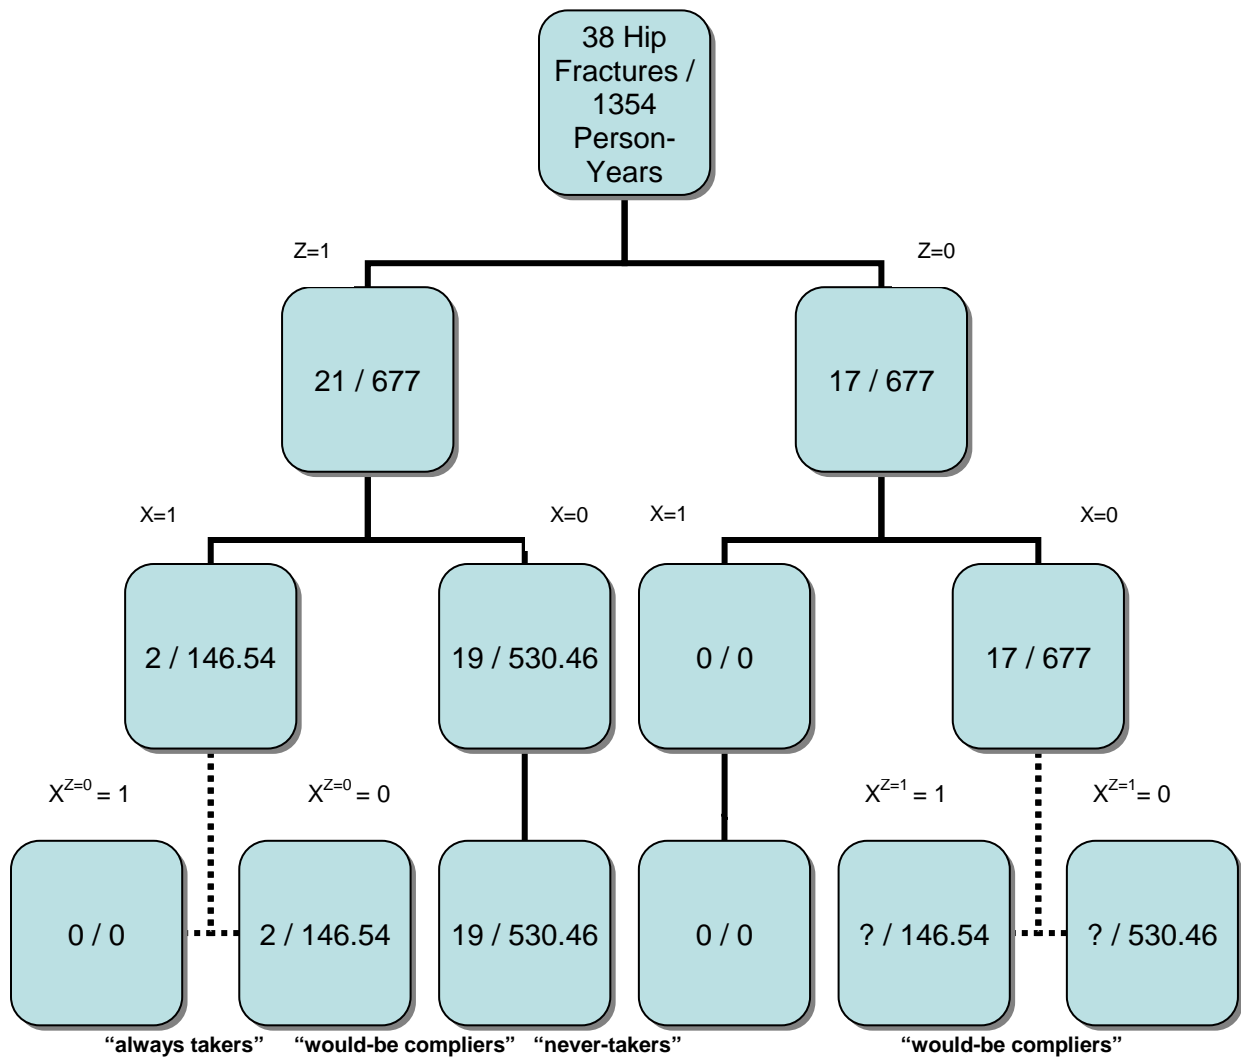 38 Hip
Fractures /
1354
Person-
Years
Z=1
Z=0
21 / 677
17 / 677
X=1
X=0
X=1
X=0
2 / 146.54
19 / 530.46
0 / 0
17 / 677
X^{Z=0} = 1
X^{Z=0} = 0
X^{Z=1} = 1
X^{Z=1} = 0
0 / 0
2 / 146.54
19 / 530.46
0 / 0
? / 146.54
? / 530.46
“always takers”
“would-be compliers”
“never-takers”
“would-be compliers”